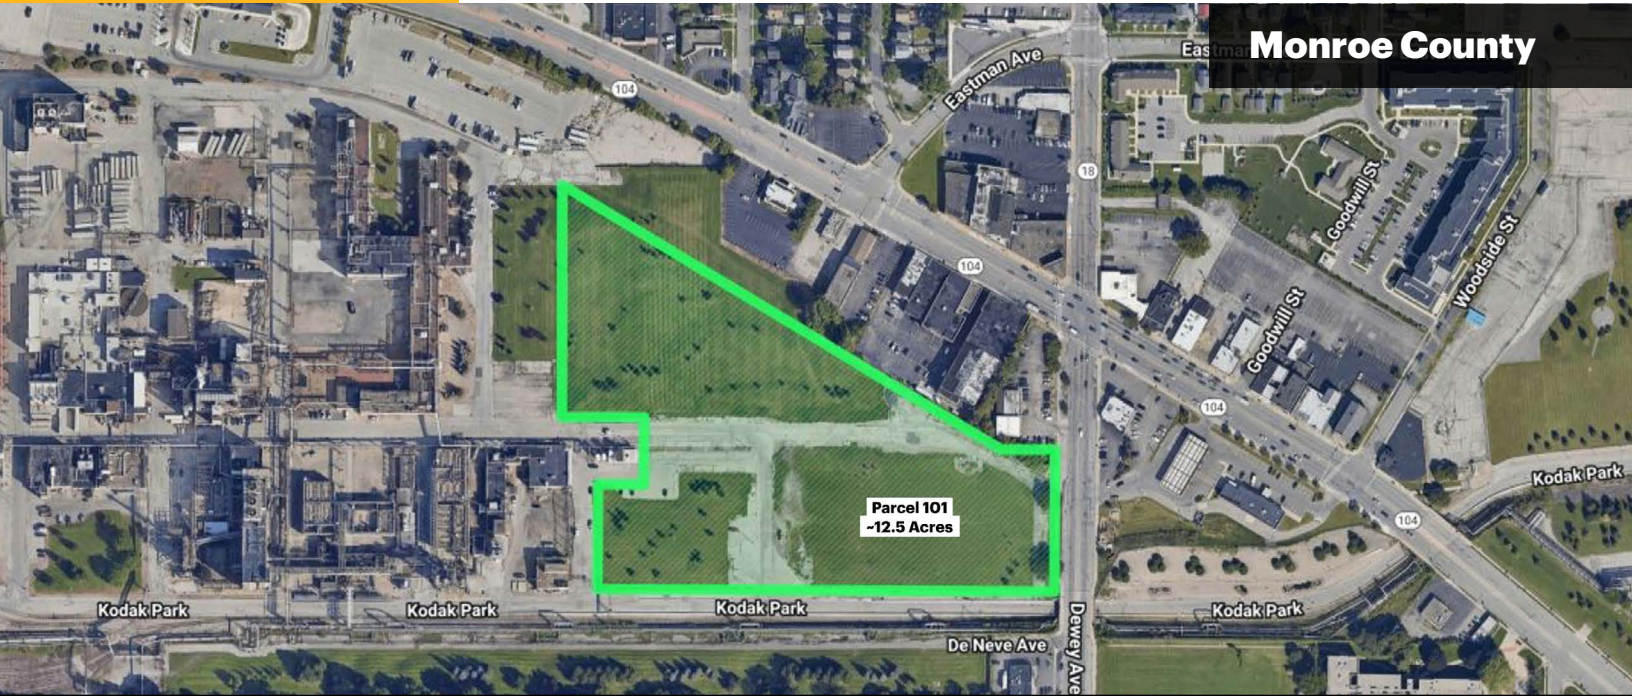 Monroe County
Eastman
Eastman Ave
104
18
Goodwill St
Woodside St
104
Goodwill St
104
Kodak Park
Parcel 101
~12.5 Acres
104
Kodak Park
Kodak Park
Kodak Park
Kodak Park
De Neve Ave
Dewey Ave